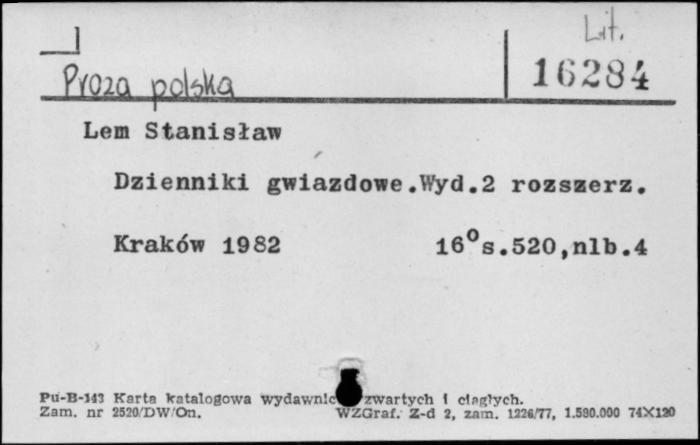 Lit.
16284
Proza polska
Lem Stanisław
Dzienniki gwiazdowe.Wyd.2 rozszerz.
Kraków 1982 16° s.520,nlb.4
Pu-B-143 Karta katalogowa wydawnic zwartych i ciągłych.
Zam. nr 2520/DW/On. WZGraf. Z-d 2, zam. 1226/77, 1.580.000 74X120